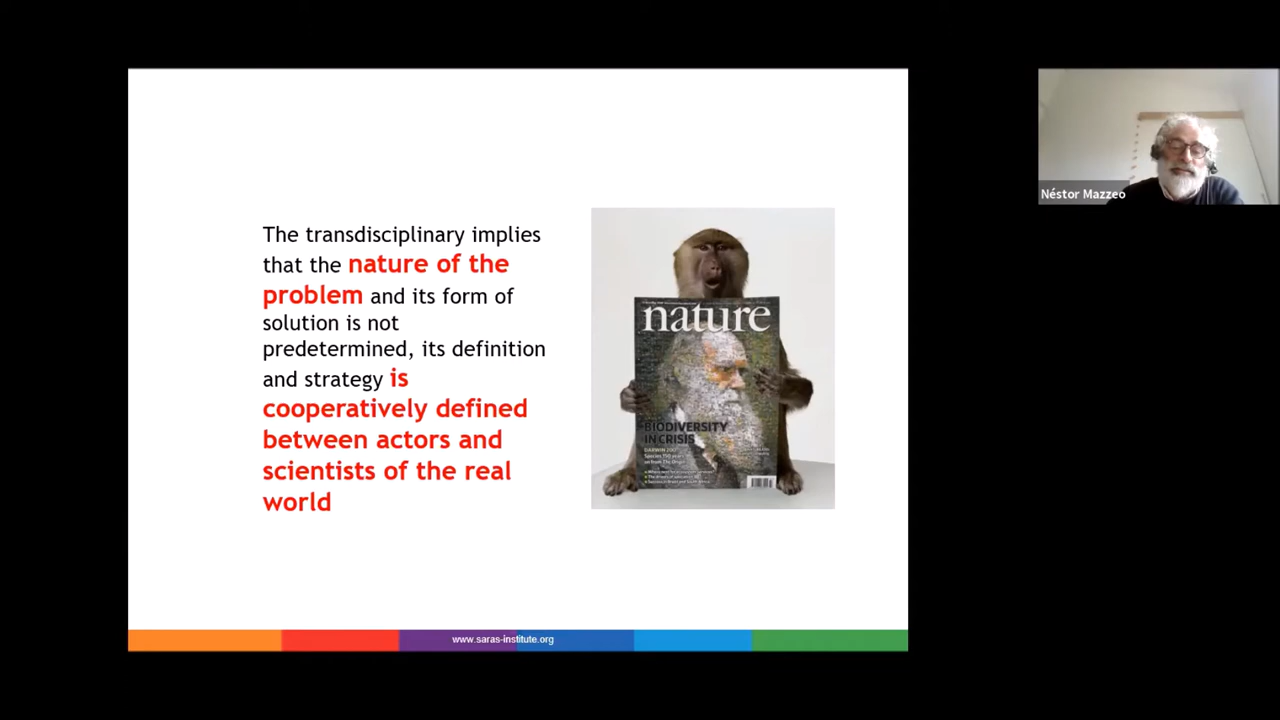 The transdisciplinary implies
that the nature of the
problem and its form of
solution is not
predetermined, its definition
and strategy is
cooperatively defined
between actors and
scientists of the real
world
nature
BIODIVERSITY
IN CRISIS
www.saras-institute.org
Néstor Mazzeo